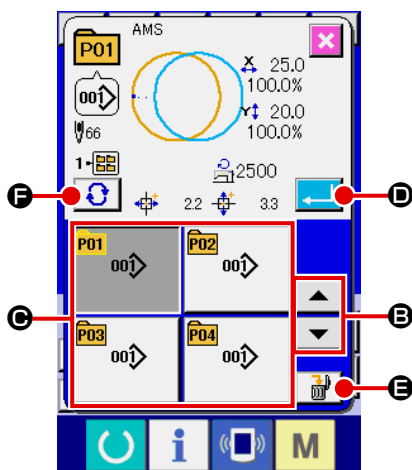 AMS
P01
X 25.0
100.0%
001
Y 20.0
100.0%
66
1-
2500
F
D
2.2 3.3
P01
001
P02
001
C
B
P03
001
P04
001
E
i
M